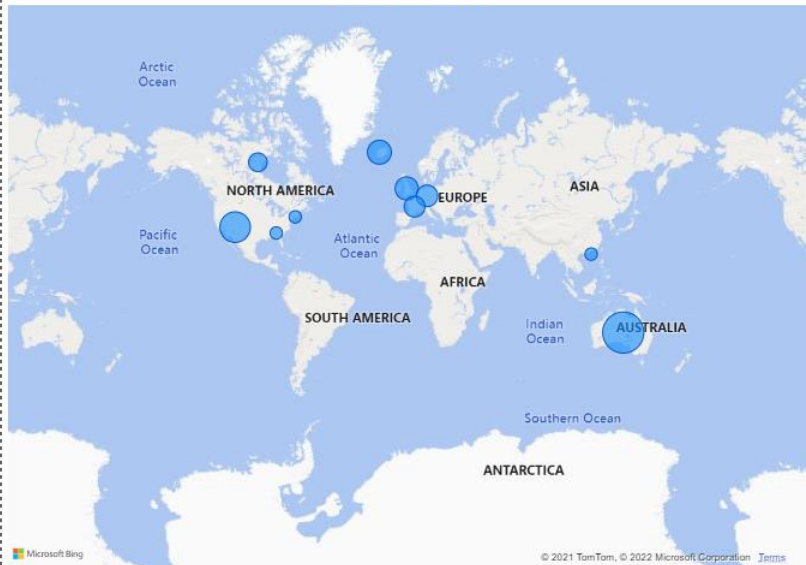 Arctic
Ocean
NORTH AMERICA
EUROPE
ASIA
Pacific
Ocean
Atlantic
Ocean
AFRICA
SOUTH AMERICA
Indian
Ocean
AUSTRALIA
Southern Ocean
ANTARCTICA
Microsoft Bing
© 2021 TomTom, © 2022 Microsoft Corporation Terms